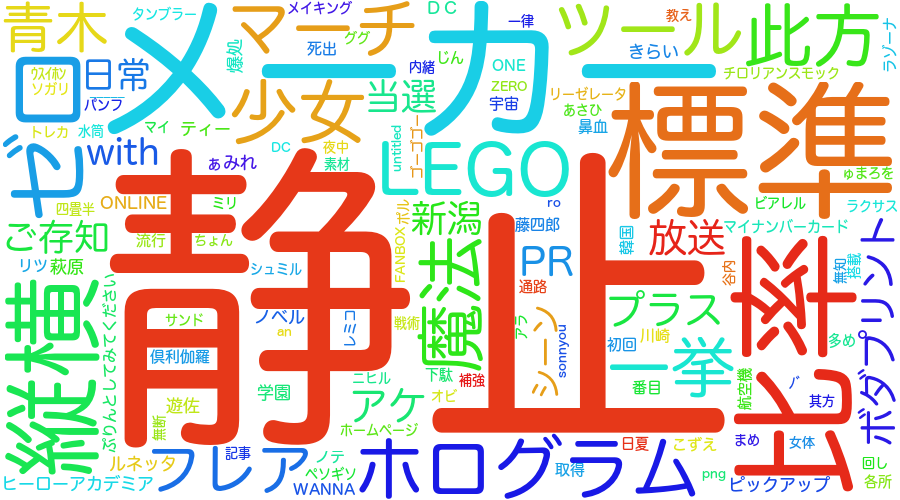 青木
タンブラー
メーカー
マーチ
メイキング
ググ
死出
爆処
DC
じん
内緒
一律
ONE
ZERO
宇宙
ツール
きらい
教え
此方
ラゾーナ
チロリアンスモック
リーゼレータ
あさひ
鼻血
標準
ゅまろを
ピアレル
ラクサス
ゼロ
ｳｽｲﾎﾝ
ソガリ
日常
パンフ
トレカ
水筒
マイ
ティー
with
少女
当選
untitled
ゴーゴゴー
DC
夜中
素材
LEGO
ぁみれ
四畳半
ONLINE
ミリ
ご存知
流行
ちょん
リツ
萩原
静止
シュミル
FANBOX
ボル
新潟
ro
藤四郎
韓国
放送
マイナンバーカード
PR
通路
谷内
比率
無知
搭載
ボダプリント
魔法
縦横
ぷりんとしてみてください
サンド
ノベル
an
レミコ
戦術
倶利伽羅
アラ
シーン
sonnyou
プラス
初回
川崎
多め
一挙
番目
航空機
学園
ニヒル
下駄
補強
アケ
オビ
ホームページ
遊佐
無断
ルネッタ
ヒーローアカデミア
フレア
記事
ノテ
ペソギソ
WANNA
ホログラム
取得
日夏
こずえ
png
まめ
女体
其方
ピックアップ
回し
各所